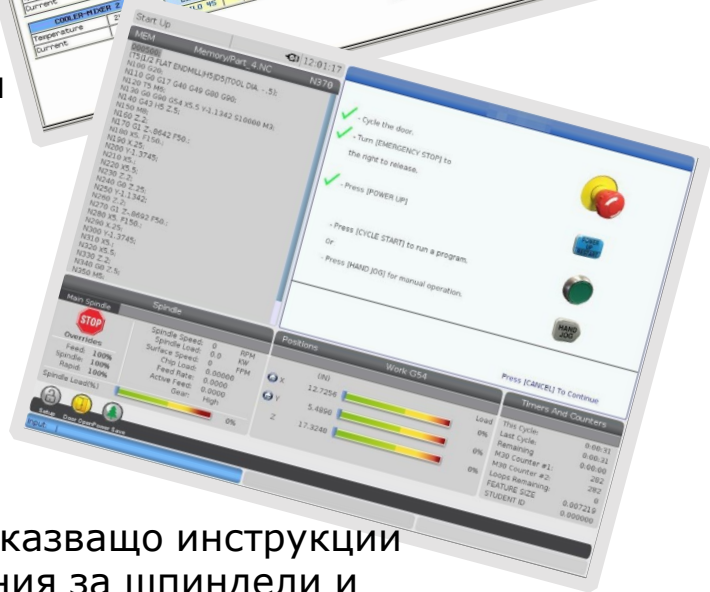 Current
COOLER-MIXER Z
Temperature
Current
Start Up
12:01:17
MEM
Memory/Part_4.NC
N370
O00500;
(T5|1/2 FLAT ENDMILL|H5|D5|TOOL DIA. - .5);
N100 G20;
N110 G0 G17 G40 G49 G80 G90;
N120 T5 M6;
N130 G0 G90 G54 X5.5 Y-1.1342 S10000 M3;
N140 G43 H5 Z.5;
N150 M8;
N160 Z.2;
N170 G1 Z-.8642 F50.;
N180 X5. F150.;
N190 X.25;
N200 Y-1.3745;
N210 X5.;
N220 X5.5;
N230 Z.2;
N240 G0 Z.25;
N250 Y-1.1342;
N260 Z.2;
N270 G1 Z-.8692 F50.;
N280 X5. F150.;
N290 X.25;
N300 Y-1.3745;
N310 X5.;
N320 X5.5;
N330 Z.2;
N340 G0 Z.5;
N350 M5;
- Cycle the door.
- Turn [EMERGENCY STOP] to
the right to release.
- Press [POWER UP]
- Press [CYCLE START] to run a program.
Or
- Press [HAND JOG] for manual operation.
POWER UP
HAND JOG
Press [CANCEL] To Continue
Main Spindle
Spindle
STOP
Overrides
Feed: 100%
Spindle: 100%
Rapid: 100%
Spindle Load(%)
0%
Spindle Speed: 0 RPM
Spindle Load: 0.0 KW
Surface Speed: 0 FPM
Chip Load: 0.00000
Feed Rate: 0.0000
Active Feed: 0.0000
Gear: High
Positions
Work G54
(IN)
Load
X 12.7256 0%
Y 5.4890 0%
Z 17.3240 0%
Timers And Counters
This Cycle: 0:00:31
Last Cycle: 0:00:31
Remaining 0:00:00
M30 Counter #1: 282
M30 Counter #2: 282
Loops Remaining: 0
FEATURE SIZE 0.007219
STUDENT ID 0.000000
Setup
Door Open
Power Save
Input:
казващо инструкции
ния за шпиндели и